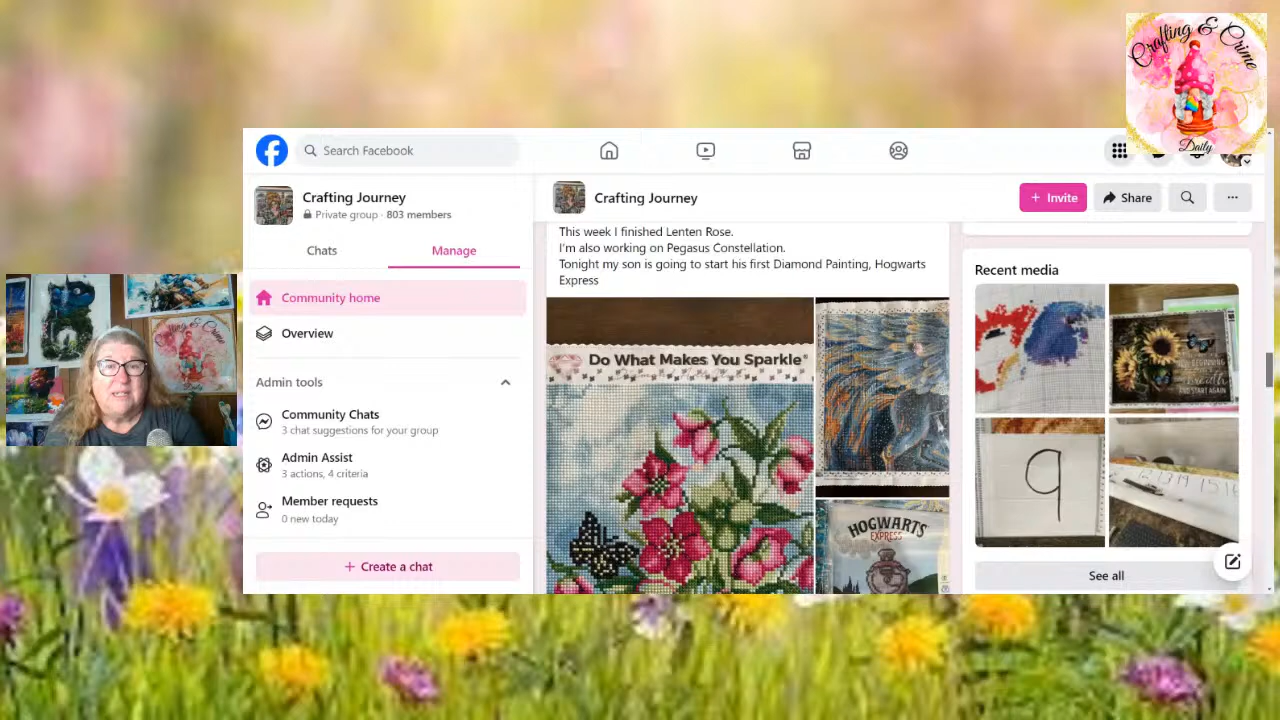 Crafting & Crime
Daily
Search Facebook
Crafting Journey
Private group · 803 members
Chats
Manage
Community home
Overview
Admin tools
Community Chats
3 chat suggestions for your group
Admin Assist
3 actions, 4 criteria
Member requests
0 new today
+ Create a chat
Crafting Journey
+ Invite
Share
This week I finished Lenten Rose.
I'm also working on Pegasus Constellation.
Tonight my son is going to start his first Diamond Painting, Hogwarts
Express
Do What Makes You Sparkle®
HOGWARTS
EXPRESS
Recent media
9
See all